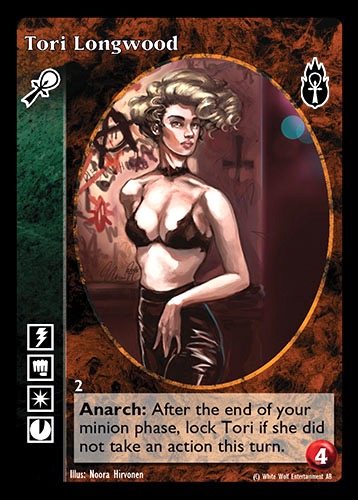 Tori Longwood
2
Anarch: After the end of your
minion phase, lock Tori if she did
not take an action this turn.
4
Illus: Noora Hirvonen
(C) White Wolf Entertainment AB